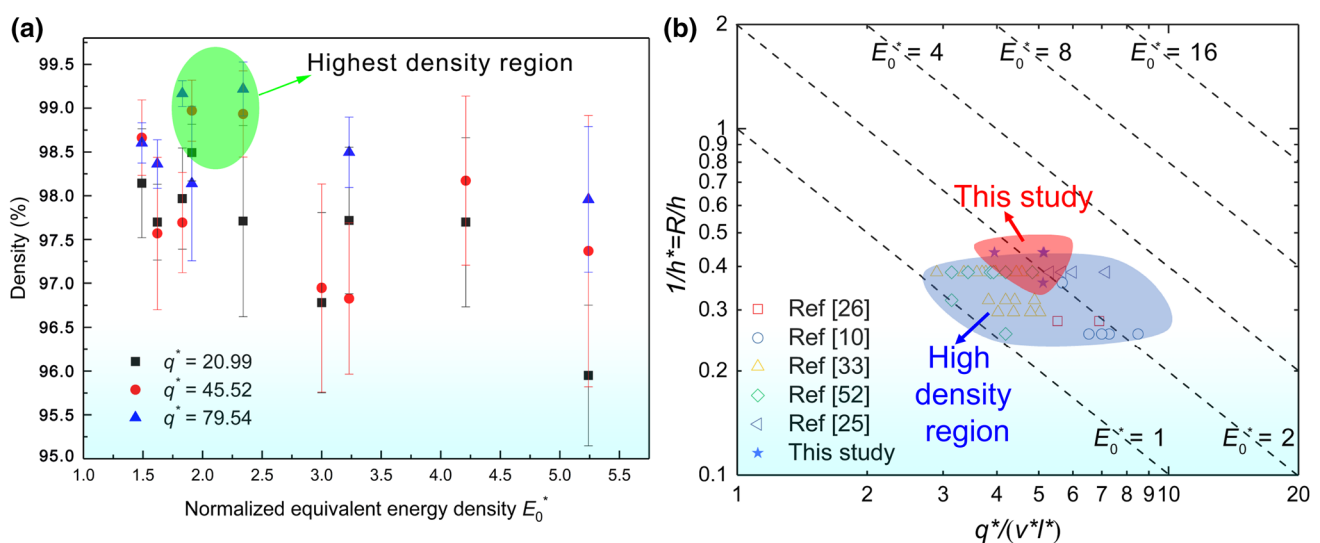 (a)
Highest density region
Density (%)
99.5
99.0
98.5
98.0
97.5
97.0
96.5
96.0
95.5
95.0
q* = 20.99
q* = 45.52
q* = 79.54
1.0 1.5 2.0 2.5 3.0 3.5 4.0 4.5 5.0 5.5
Normalized equivalent energy density E₀*
(b)
1/h*=R/h
2
1
0.9
0.8
0.7
0.6
0.5
0.4
0.3
0.2
0.1
E₀* = 4
E₀* = 8
E₀* = 16
This study
High
density
region
E₀* = 1
E₀* = 2
Ref [26]
Ref [10]
Ref [33]
Ref [52]
Ref [25]
This study
1 2 3 4 5 6 7 8 9 10 20
q*/(v*l*)